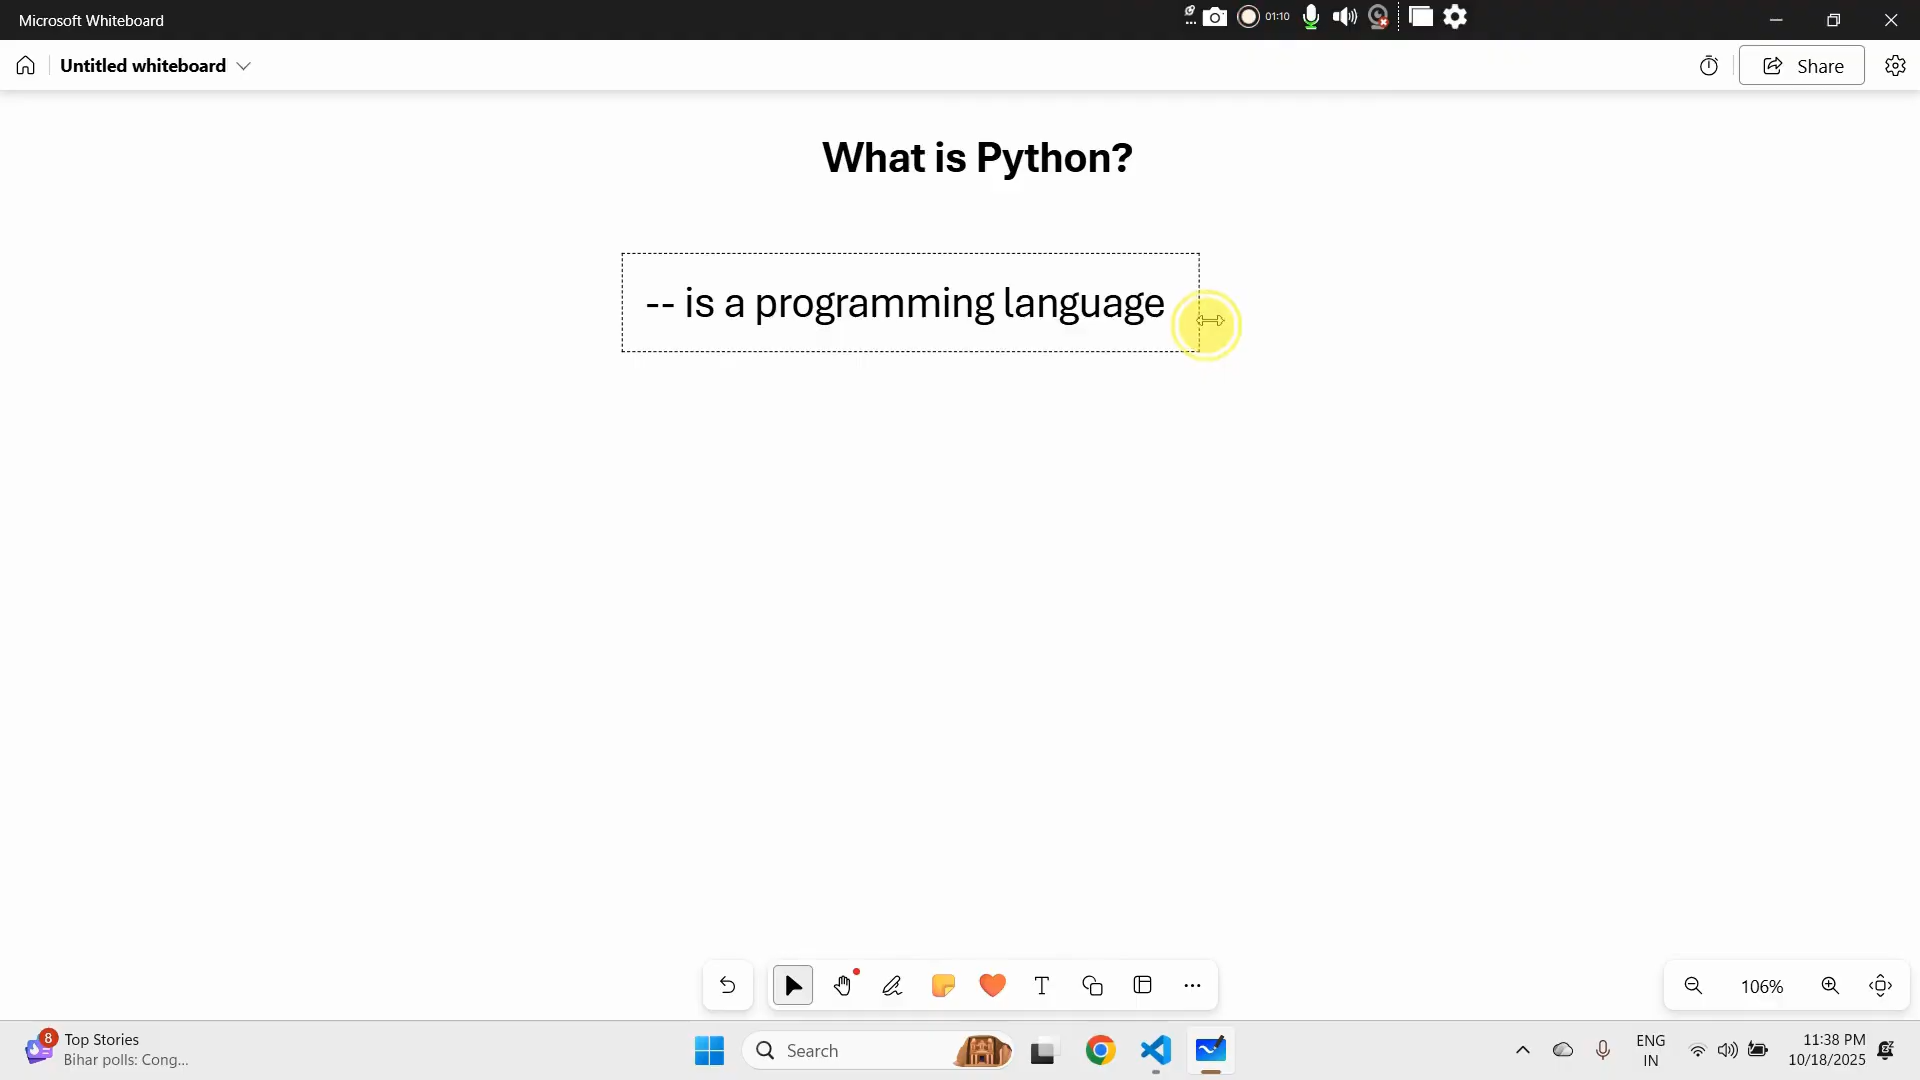 Microsoft Whiteboard
01:10
Untitled whiteboard
Share
What is Python?
-- is a programming language
106%
8
Top Stories
Bihar polls: Cong...
Search
ENG
IN
11:38 PM
10/18/2025